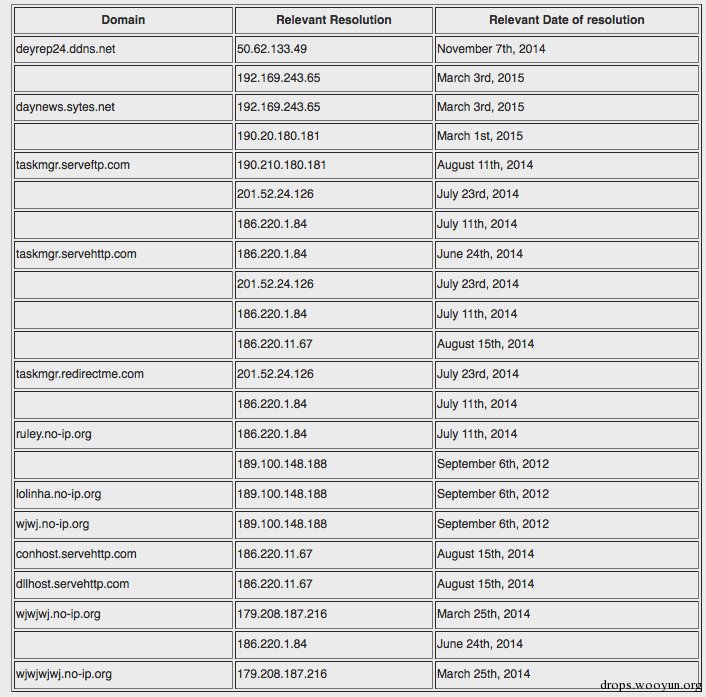 Domain Relevant Resolution Relevant Date of resolution
deyrep24.ddns.net 50.62.133.49 November 7th, 2014
192.169.243.65 March 3rd, 2015
daynews.sytes.net 192.169.243.65 March 3rd, 2015
190.20.180.181 March 1st, 2015
taskmgr.serveftp.com 190.210.180.181 August 11th, 2014
201.52.24.126 July 23rd, 2014
186.220.1.84 July 11th, 2014
taskmgr.servehttp.com 186.220.1.84 June 24th, 2014
201.52.24.126 July 23rd, 2014
186.220.1.84 July 11th, 2014
186.220.11.67 August 15th, 2014
taskmgr.redirectme.com 201.52.24.126 July 23rd, 2014
186.220.1.84 July 11th, 2014
ruley.no-ip.org 186.220.1.84 July 11th, 2014
189.100.148.188 September 6th, 2012
lolinha.no-ip.org 189.100.148.188 September 6th, 2012
wjwj.no-ip.org 189.100.148.188 September 6th, 2012
conhost.servehttp.com 186.220.11.67 August 15th, 2014
dllhost.servehttp.com 186.220.11.67 August 15th, 2014
wjwjwj.no-ip.org 179.208.187.216 March 25th, 2014
186.220.1.84 June 24th, 2014
wjwjwjwj.no-ip.org 179.208.187.216 March 25th, 2014
drops.wooyun.org